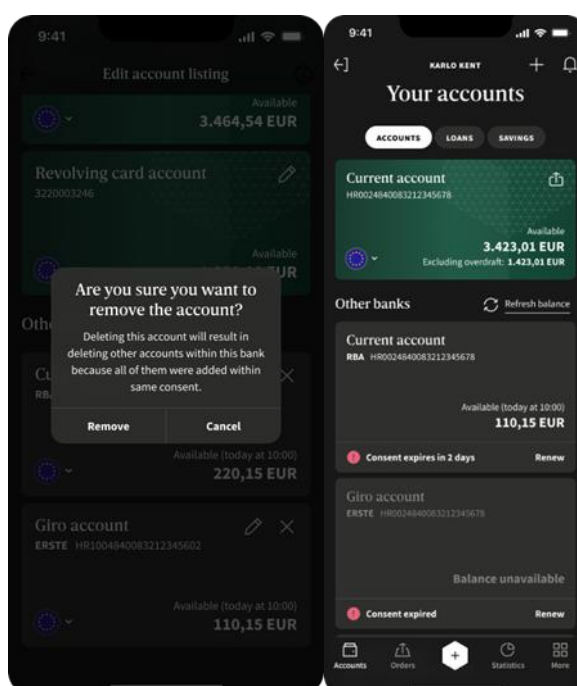 9:41
Edit account listing
Available
3.464,54 EUR
Revolving card account
3220003246
Available
Are you sure you want to
remove the account?
Deleting this account will result in
deleting other accounts within this bank
because all of them were added within
same consent.
Remove Cancel
Available (today at 10:00)
220,15 EUR
Giro account
ERSTE HR1004840083212345602
Available (today at 10:00)
110,15 EUR
9:41
KARLO KENT
Your accounts
ACCOUNTS LOANS SAVINGS
Current account
HR0024840083212345678
Available
3.423,01 EUR
Excluding overdraft: 1.423,01 EUR
Other banks Refresh balance
Current account
RBA HR0024840083212345678
Available (today at 10:00)
110,15 EUR
Consent expires in 2 days Renew
Giro account
ERSTE HR0024840083212345678
Balance unavailable
Consent expired Renew
Accounts Orders Statistics More